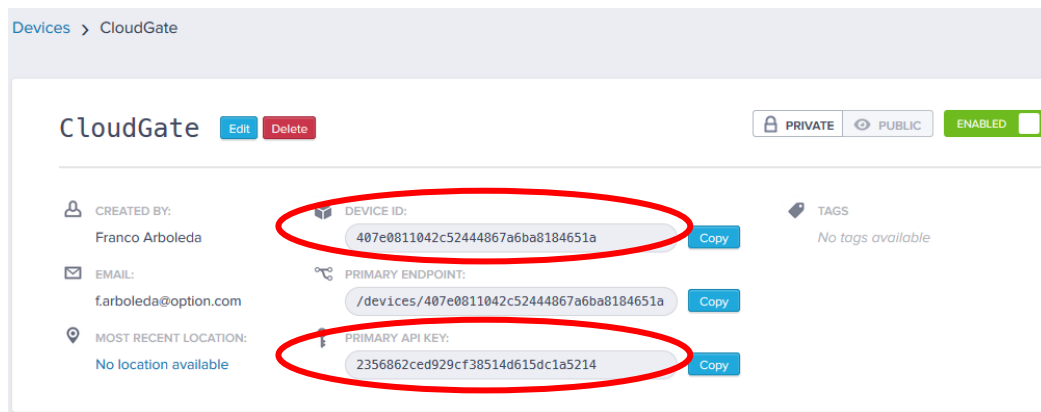 Devices > CloudGate
CloudGate Edit Delete PRIVATE PUBLIC ENABLED
CREATED BY: DEVICE ID: TAGS
Franco Arboleda 407e0811042c52444867a6ba8184651a Copy No tags available
EMAIL: PRIMARY ENDPOINT:
f.arboleda@option.com /devices/407e0811042c52444867a6ba8184651a Copy
MOST RECENT LOCATION: PRIMARY API KEY:
No location available 2356862ced929cf38514d615dc1a5214 Copy